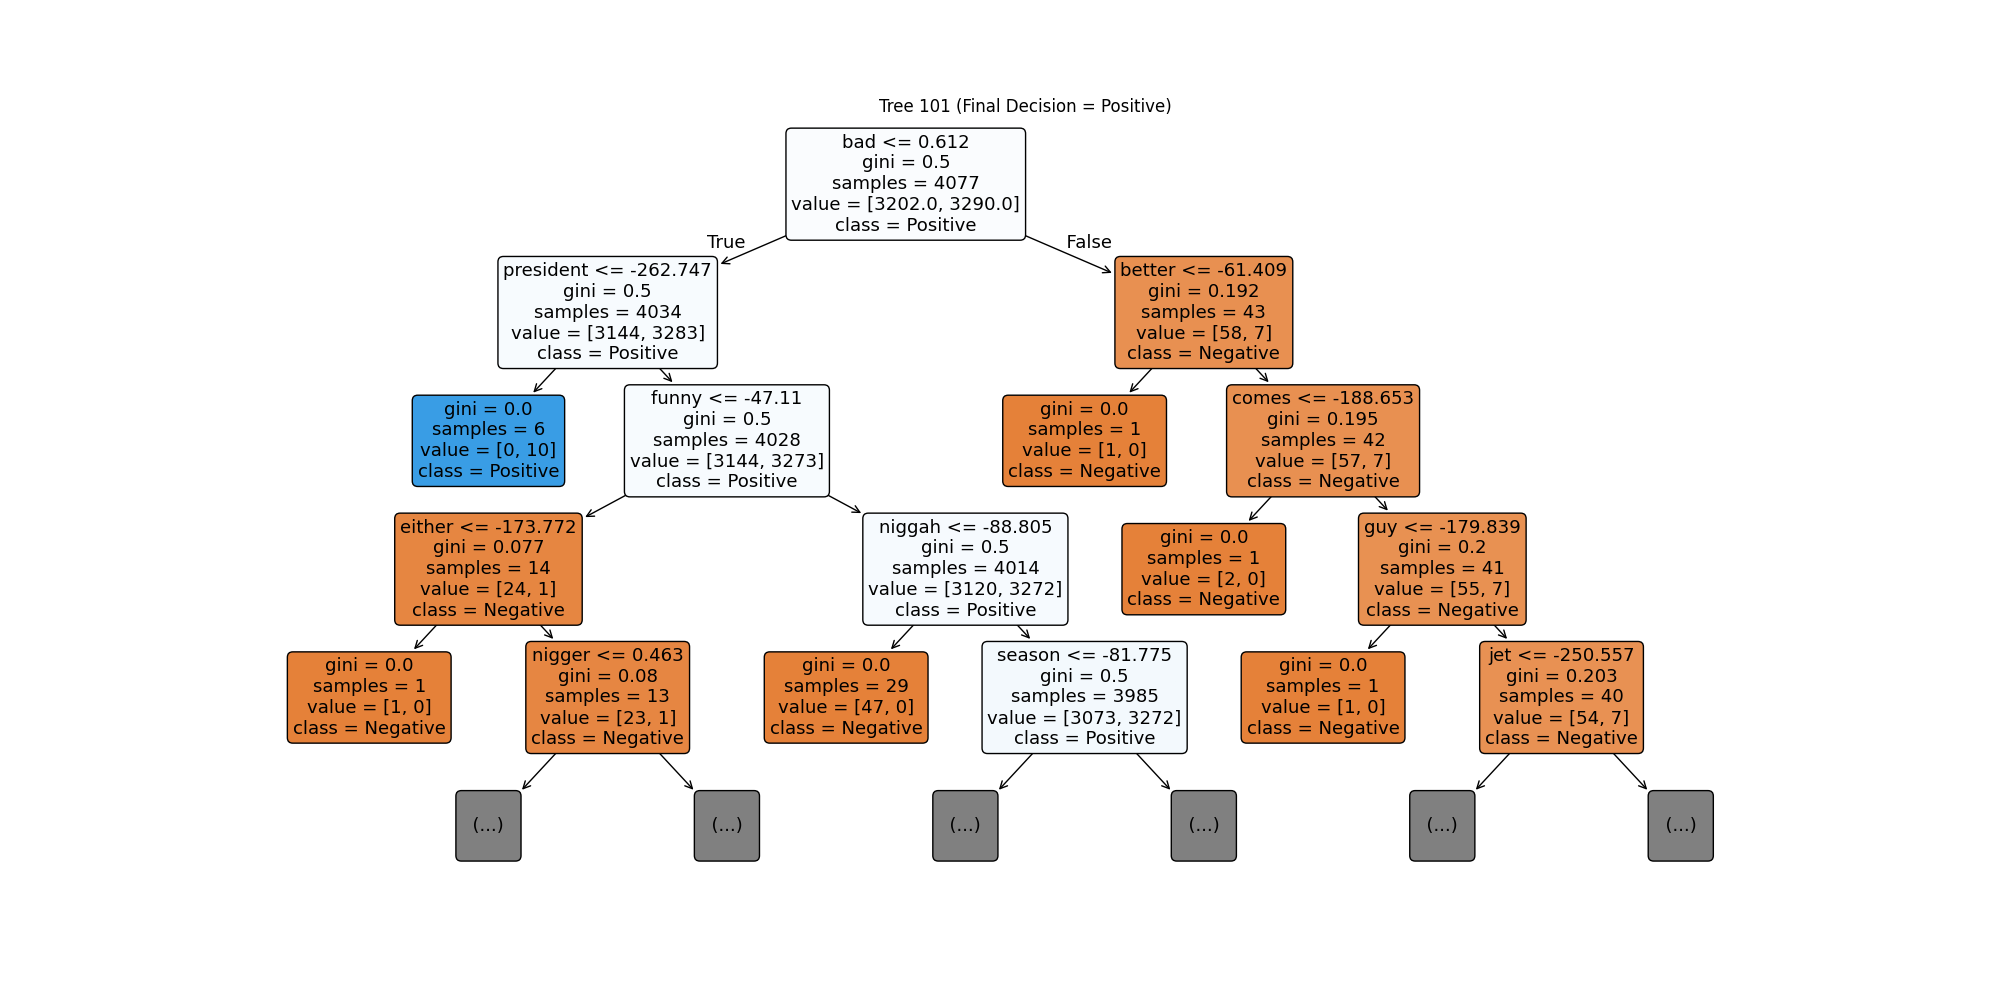 Tree 101 (Final Decision = Positive)
bad <= 0.612
gini = 0.5
samples = 4077
value = [3202.0, 3290.0]
class = Positive
True
False
president <= -262.747
gini = 0.5
samples = 4034
value = [3144, 3283]
class = Positive
better <= -61.409
gini = 0.192
samples = 43
value = [58, 7]
class = Negative
gini = 0.0
samples = 6
value = [0, 10]
class = Positive
funny <= -47.11
gini = 0.5
samples = 4028
value = [3144, 3273]
class = Positive
gini = 0.0
samples = 1
value = [1, 0]
class = Negative
comes <= -188.653
gini = 0.195
samples = 42
value = [57, 7]
class = Negative
either <= -173.772
gini = 0.077
samples = 14
value = [24, 1]
class = Negative
niggah <= -88.805
gini = 0.5
samples = 4014
value = [3120, 3272]
class = Positive
gini = 0.0
samples = 1
value = [2, 0]
class = Negative
guy <= -179.839
gini = 0.2
samples = 41
value = [55, 7]
class = Negative
gini = 0.0
samples = 1
value = [1, 0]
class = Negative
nigger <= 0.463
gini = 0.08
samples = 13
value = [23, 1]
class = Negative
gini = 0.0
samples = 29
value = [47, 0]
class = Negative
season <= -81.775
gini = 0.5
samples = 3985
value = [3073, 3272]
class = Positive
gini = 0.0
samples = 1
value = [1, 0]
class = Negative
jet <= -250.557
gini = 0.203
samples = 40
value = [54, 7]
class = Negative
(...)
(...)
(...)
(...)
(...)
(...)